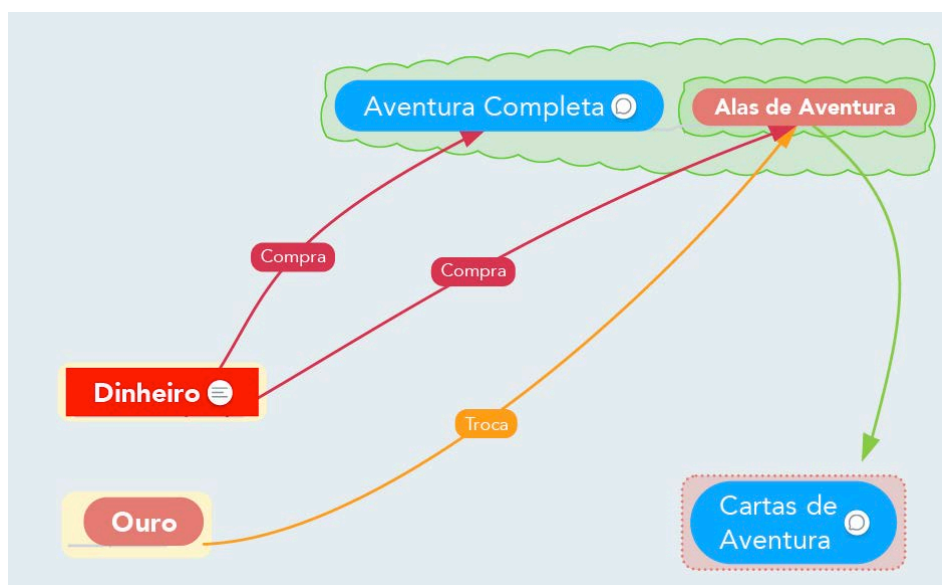 Aventura Completa
Alas de Aventura
Compra
Compra
Dinheiro
Troca
Ouro
Cartas de
Aventura